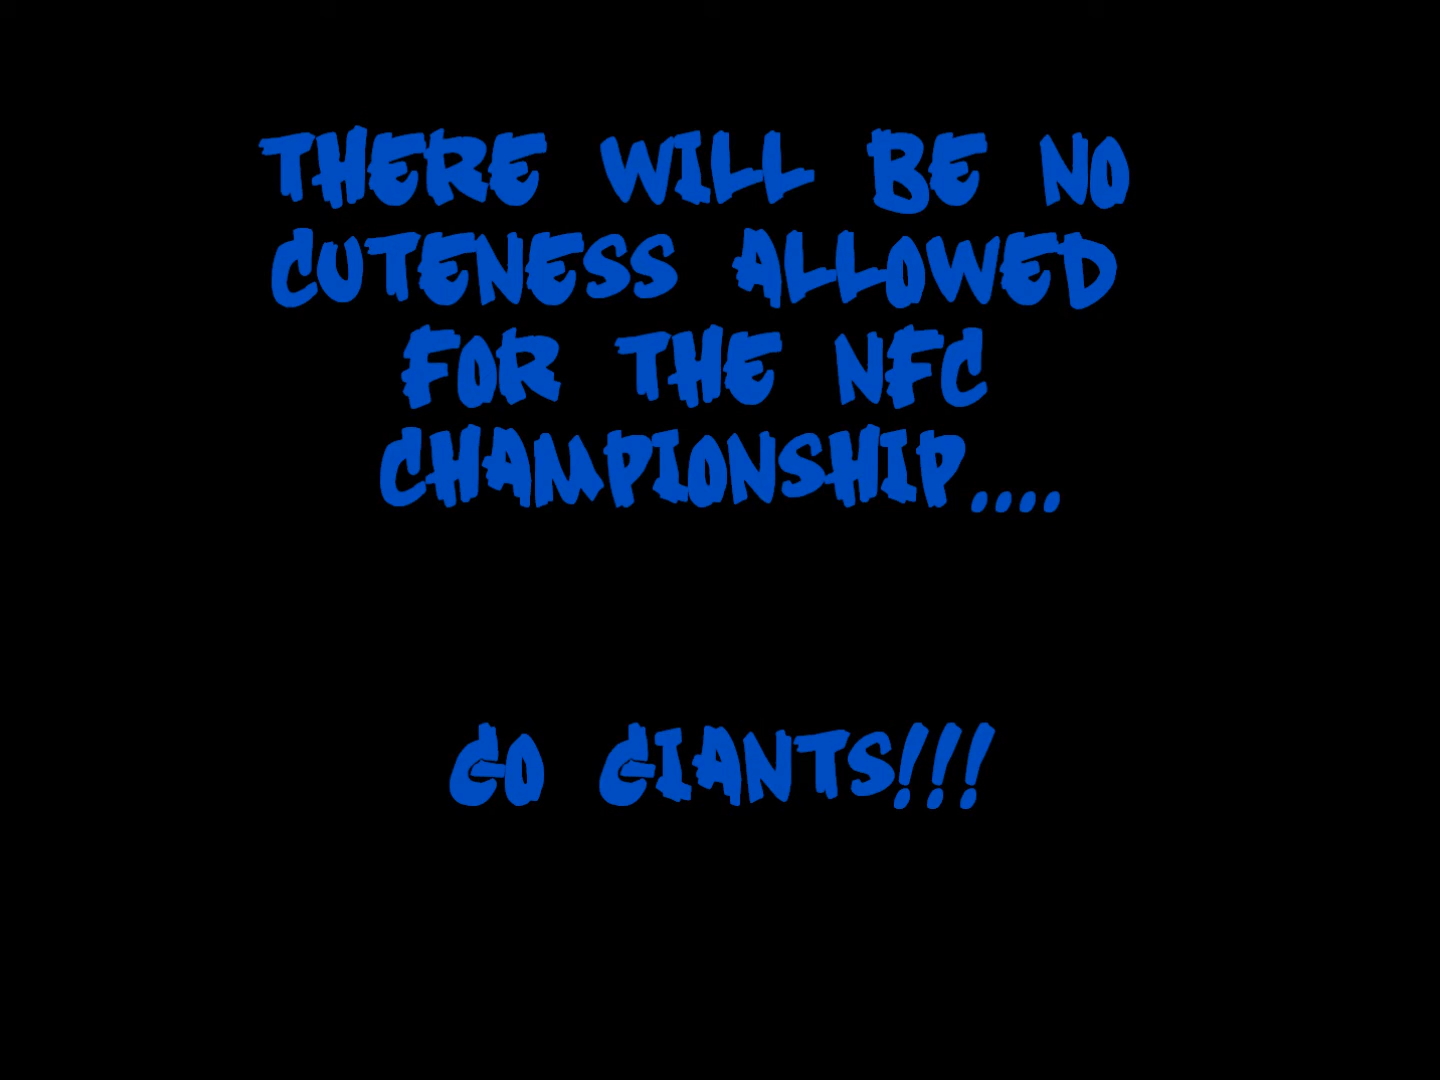 THERE WILL BE NO
CUTENESS ALLOWED
FOR THE NFC
CHAMPIONSHIP....
GO GIANTS!!!